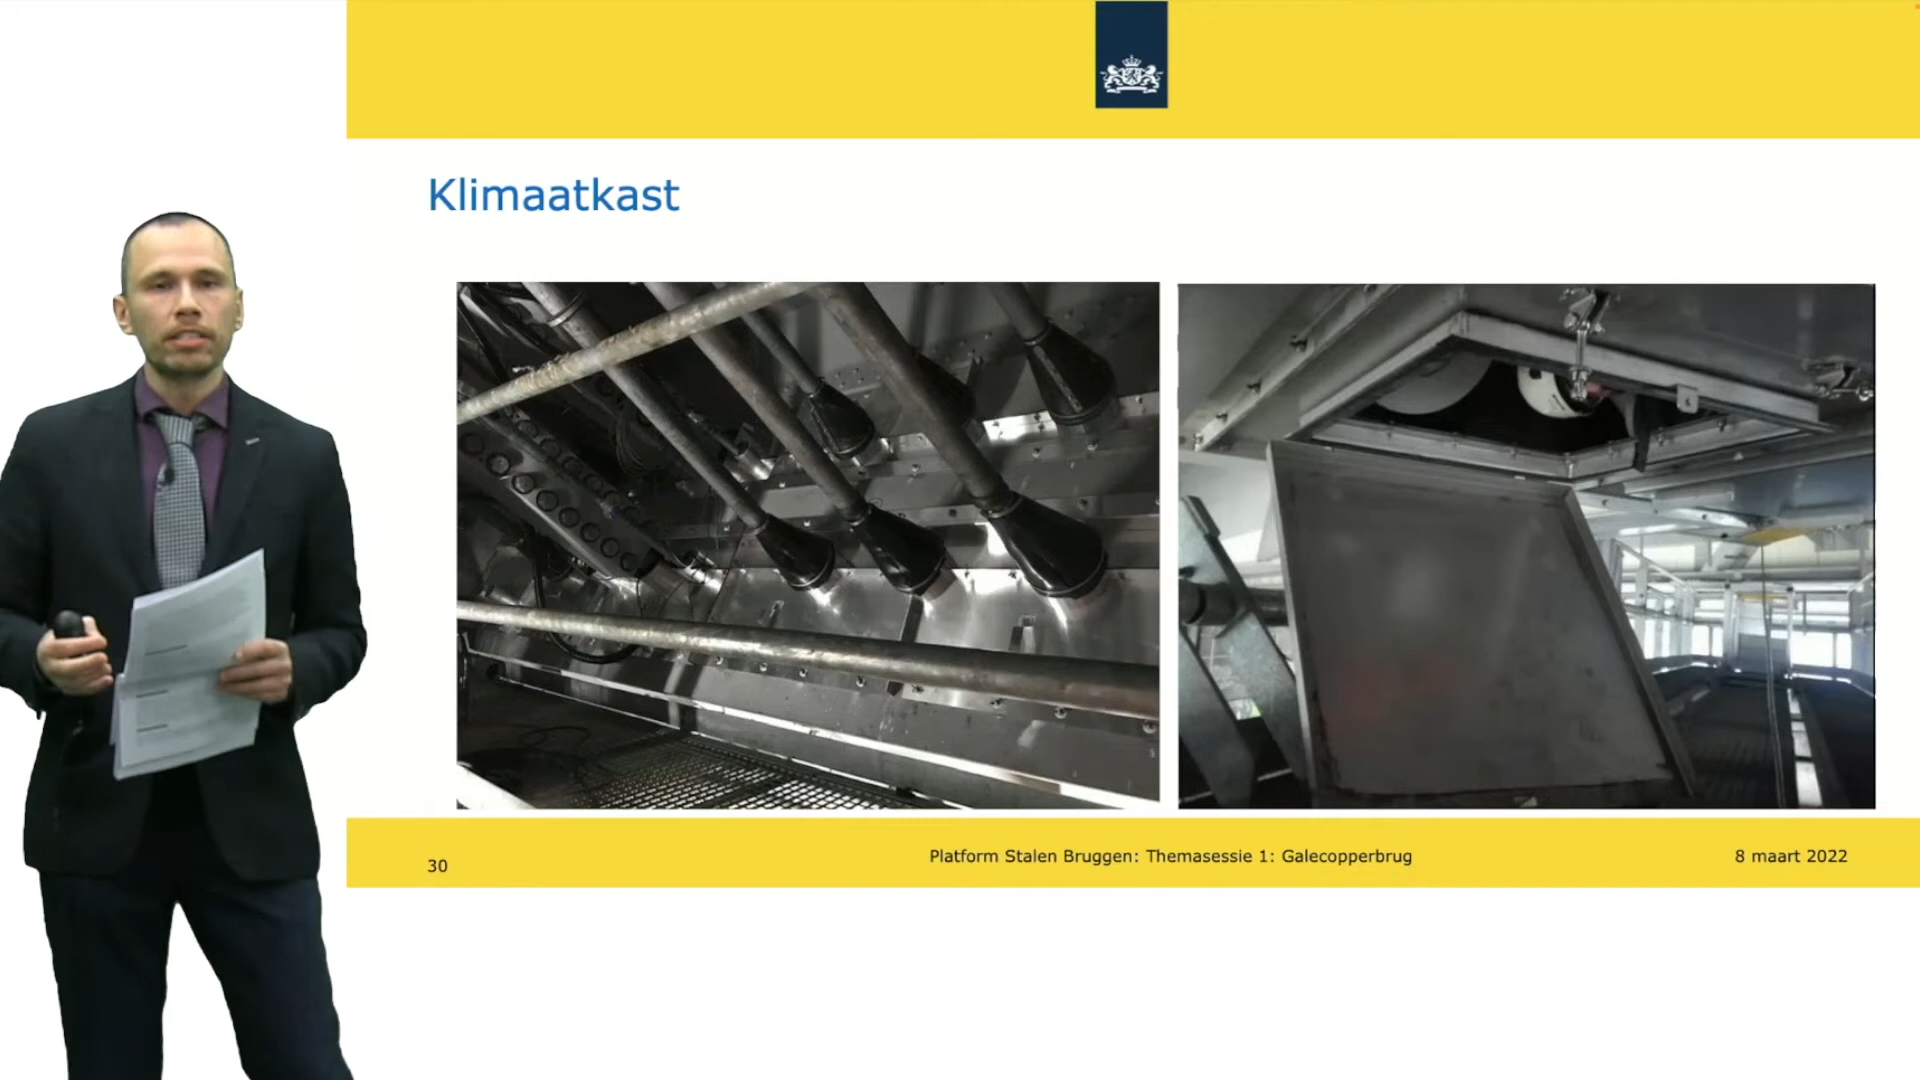 Klimaatkast
30
Platform Stalen Bruggen: Themasessie 1: Galecopperbrug
8 maart 2022